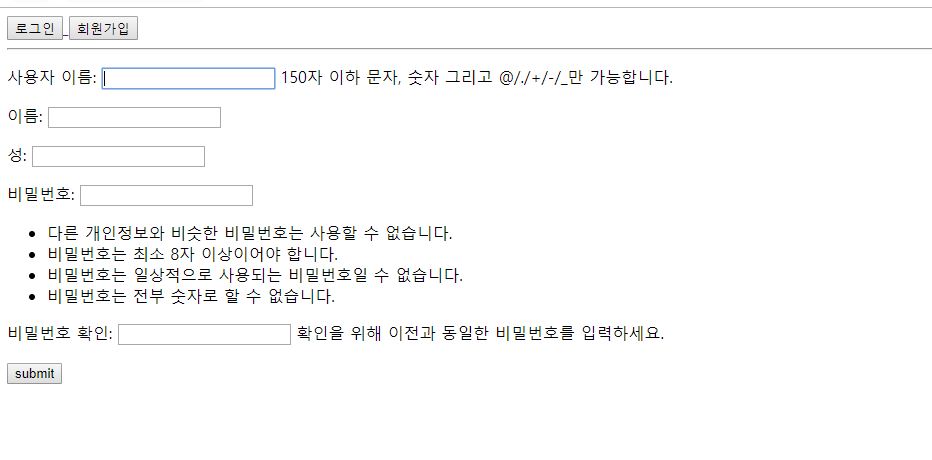 로그인 회원가입
사용자 이름: 150자 이하 문자, 숫자 그리고 @/./+/-/_만 가능합니다.
이름:
성:
비밀번호:
• 다른 개인정보와 비슷한 비밀번호는 사용할 수 없습니다.
• 비밀번호는 최소 8자 이상이어야 합니다.
• 비밀번호는 일상적으로 사용되는 비밀번호일 수 없습니다.
• 비밀번호는 전부 숫자로 할 수 없습니다.
비밀번호 확인: 확인을 위해 이전과 동일한 비밀번호를 입력하세요.
submit